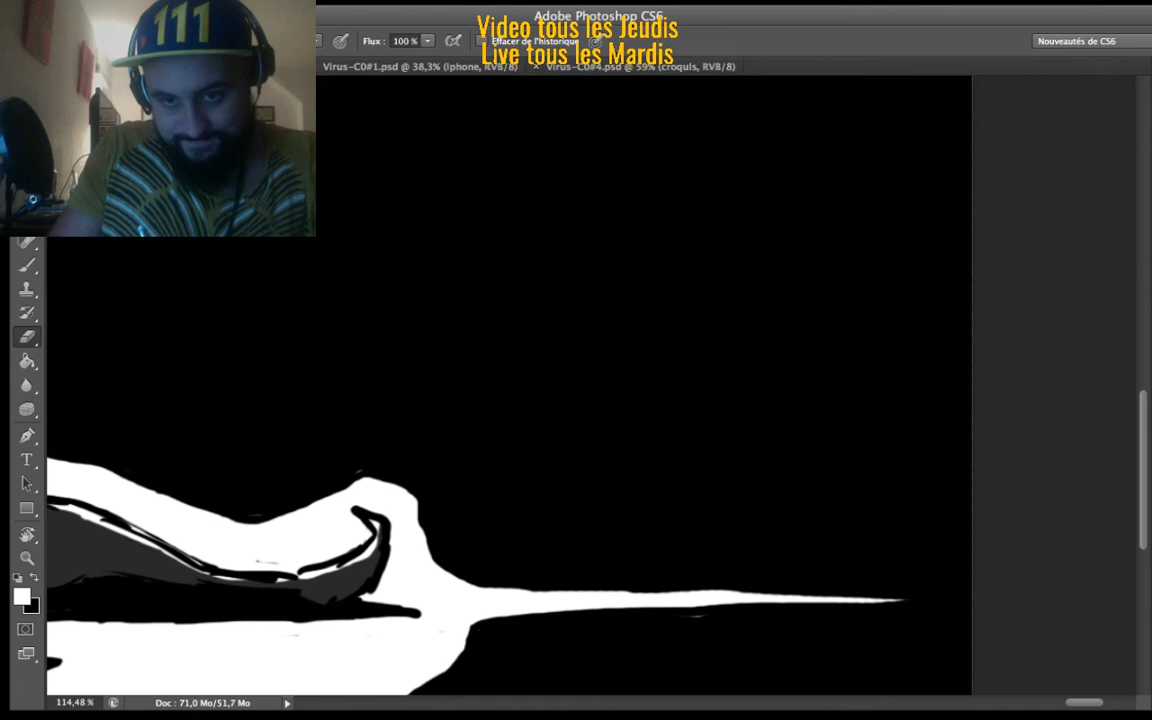 Adobe Photoshop CS6
Video tous les Jeudis
Live tous les Mardis
111
Flux : 100 %
Effacer de l'historique
Nouveautés de CS6
Virus-C0#1.psd @ 38,3% (Iphone, RVB/8)
Virus-C0#4.psd @ 59% (croquis, RVB/8)
T
114,48 %
Doc : 71,0 Mo/51,7 Mo